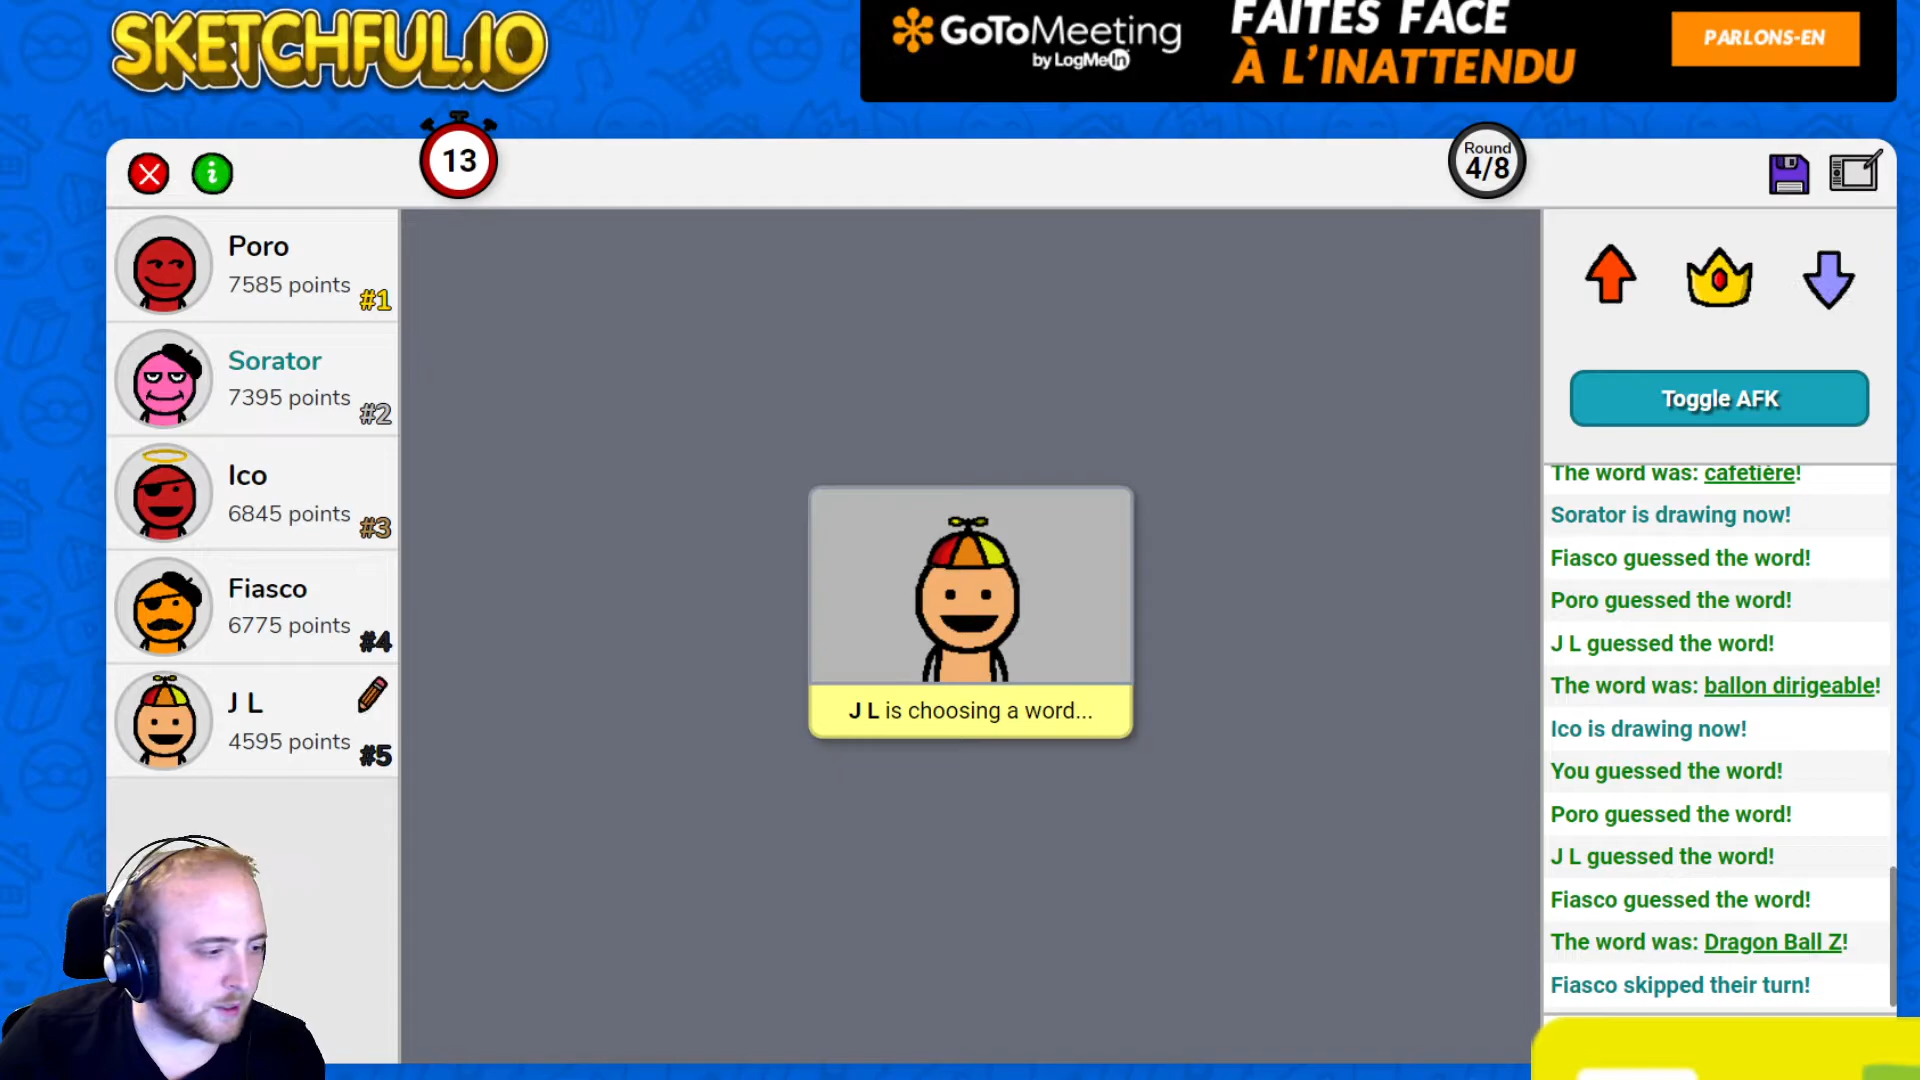 SKETCHFUL.IO
GoToMeeting
by LogMeIn
FAITES FACE
À L'INATTENDU
PARLONS-EN
13
Round
4/8
Poro
7585 points
#1
Sorator
7395 points
#2
Ico
6845 points
#3
Fiasco
6775 points
#4
J L
4595 points
#5
J L is choosing a word...
Toggle AFK
The word was: cafetière!
Sorator is drawing now!
Fiasco guessed the word!
Poro guessed the word!
J L guessed the word!
The word was: ballon dirigeable!
Ico is drawing now!
You guessed the word!
Poro guessed the word!
J L guessed the word!
Fiasco guessed the word!
The word was: Dragon Ball Z!
Fiasco skipped their turn!